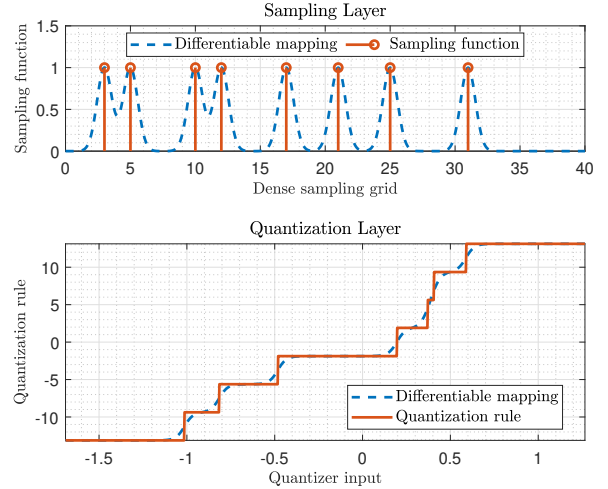 Sampling Layer
Sampling function
1.5
1
0.5
0
Differentiable mapping
Sampling function
0 5 10 15 20 25 30 35 40
Dense sampling grid
Quantization Layer
Quantization rule
10
5
0
-5
-10
Differentiable mapping
Quantization rule
-1.5 -1 -0.5 0 0.5 1
Quantizer input